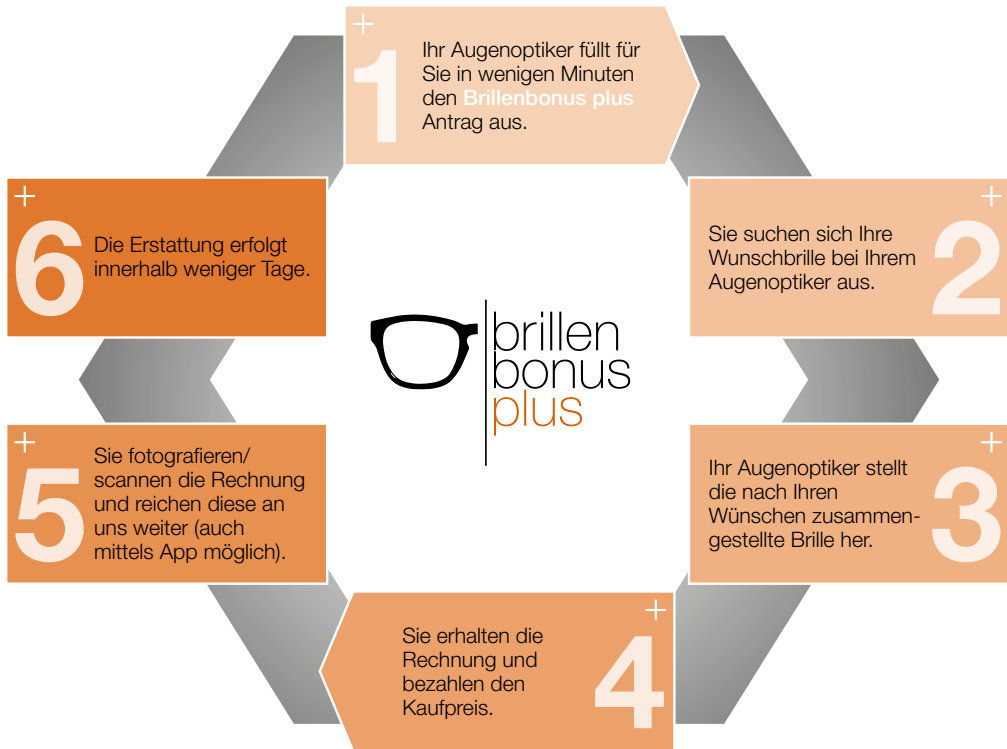 1
Ihr Augenoptiker füllt für
Sie in wenigen Minuten
den Brillenbonus plus
Antrag aus.
2
Sie suchen sich Ihre
Wunschbrille bei Ihrem
Augenoptiker aus.
3
Ihr Augenoptiker stellt
die nach Ihren
Wünschen zusammen-
gestellte Brille her.
4
Sie erhalten die
Rechnung und
bezahlen den
Kaufpreis.
5
Sie fotografieren/
scannen die Rechnung
und reichen diese an
uns weiter (auch
mittels App möglich).
6
Die Erstattung erfolgt
innerhalb weniger Tage.
brillen
bonus
plus